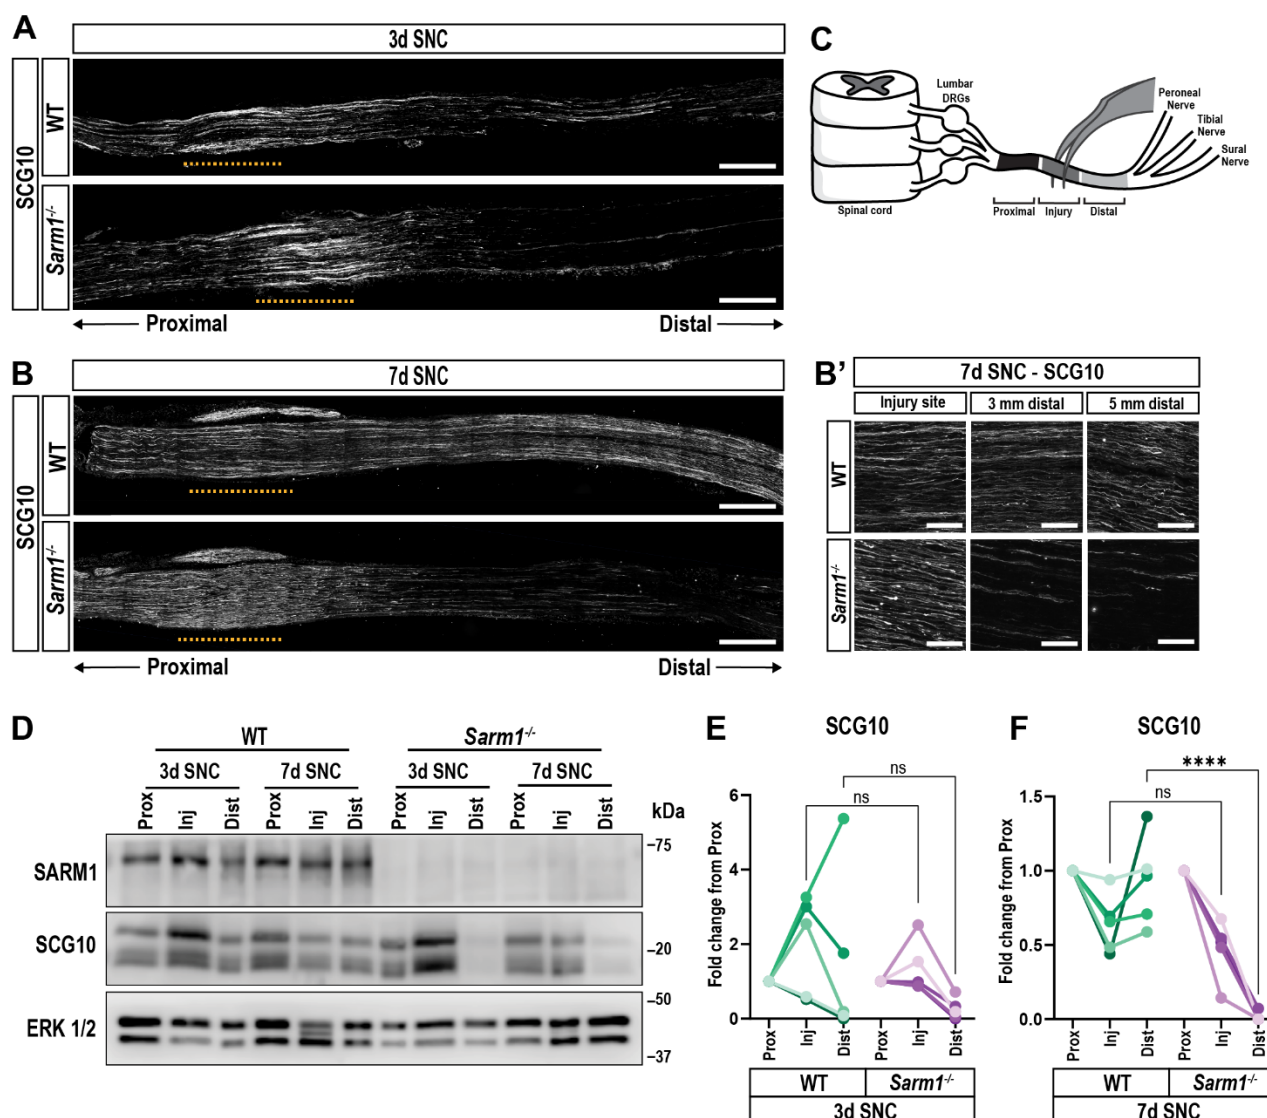 A
3d SNC
SCG10
WT
Sarm1-/-
Proximal
Distal
B
7d SNC
SCG10
WT
Sarm1-/-
Proximal
Distal
C
Lumbar
DRGs
Peroneal
Nerve
Tibial
Nerve
Sural
Nerve
Spinal cord
Proximal
Injury
Distal
B’
7d SNC - SCG10
Injury site
3 mm distal
5 mm distal
WT
Sarm1-/-
D
WT
Sarm1-/-
3d SNC
7d SNC
3d SNC
7d SNC
Prox
Inj
Dist
Prox
Inj
Dist
Prox
Inj
Dist
Prox
Inj
Dist
kDa
SARM1
–75
SCG10
–20
–50
ERK 1/2
–37
E
SCG10
Fold change from Prox
6
4
2
0
ns
ns
Prox
Inj
Dist
Prox
Inj
Dist
WT
Sarm1-/-
3d SNC
F
SCG10
Fold change from Prox
1.5
1.0
0.5
0.0
****
ns
Prox
Inj
Dist
Prox
Inj
Dist
WT
Sarm1-/-
7d SNC